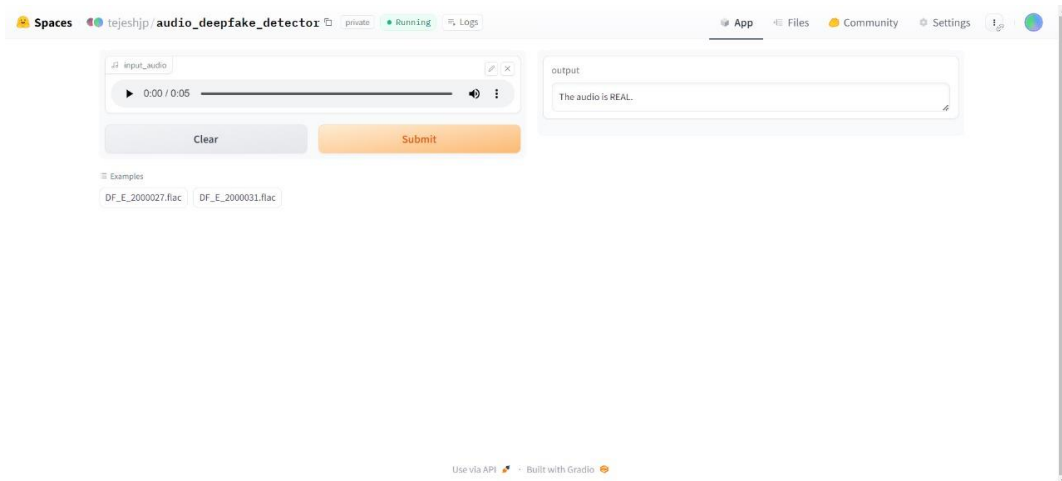 Spaces tejeshjp/audio_deepfake_detector private Running Logs App Files Community Settings
input_audio
0:00 / 0:05
Clear Submit
Examples
DF_E_2000027.flac DF_E_2000031.flac
output
The audio is REAL.
Use via API · Built with Gradio